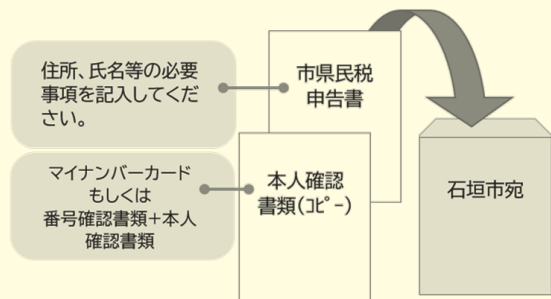 住所、氏名等の必要
事項を記入してくだ
さい。
市県民税
申告書
マイナンバーカード
もしくは
番号確認書類+本人
確認書類
本人確認
書類(ｺﾋﾟｰ)
石垣市宛